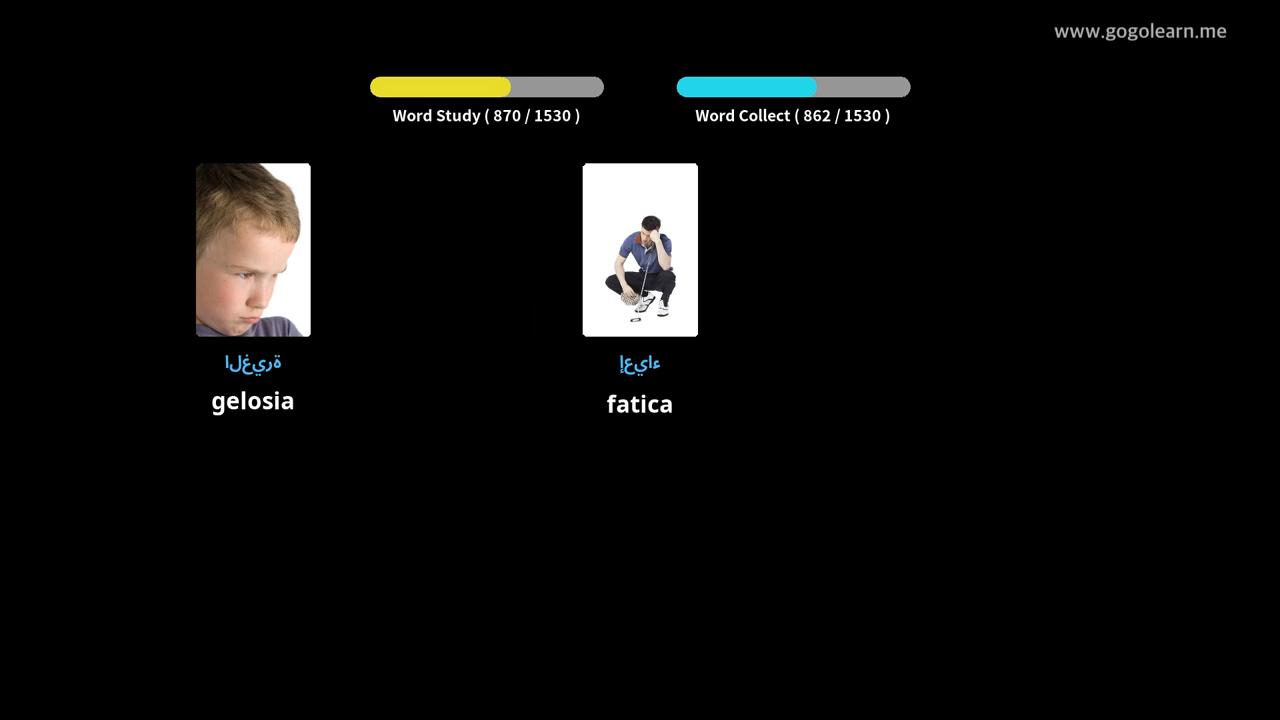 www.gogolearn.me
Word Study ( 870 / 1530 )
Word Collect ( 862 / 1530 )
الغيرة
إعياء
gelosia
fatica